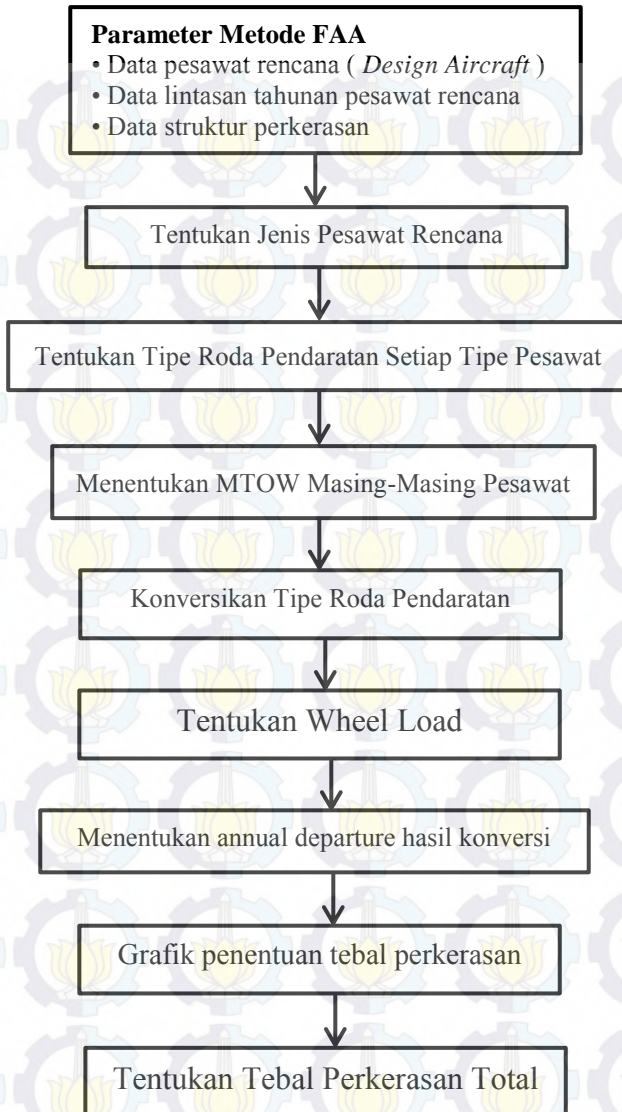 Parameter Metode FAA
• Data pesawat rencana ( Design Aircraft )
• Data lintasan tahunan pesawat rencana
• Data struktur perkerasan
Tentukan Jenis Pesawat Rencana
Tentukan Tipe Roda Pendaratan Setiap Tipe Pesawat
Menentukan MTOW Masing-Masing Pesawat
Konversikan Tipe Roda Pendaratan
Tentukan Wheel Load
Menentukan annual departure hasil konversi
Grafik penentuan tebal perkerasan
Tentukan Tebal Perkerasan Total